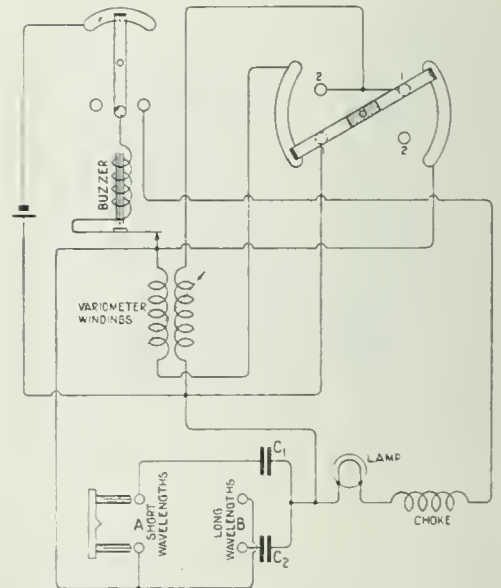 2
1
2
BUZZER
VARIOMETER
WINDINGS
C1
LAMP
A
SHORT
WAVELENGTHS
LONG
WAVELENGTHS
B
C2
CHOKE